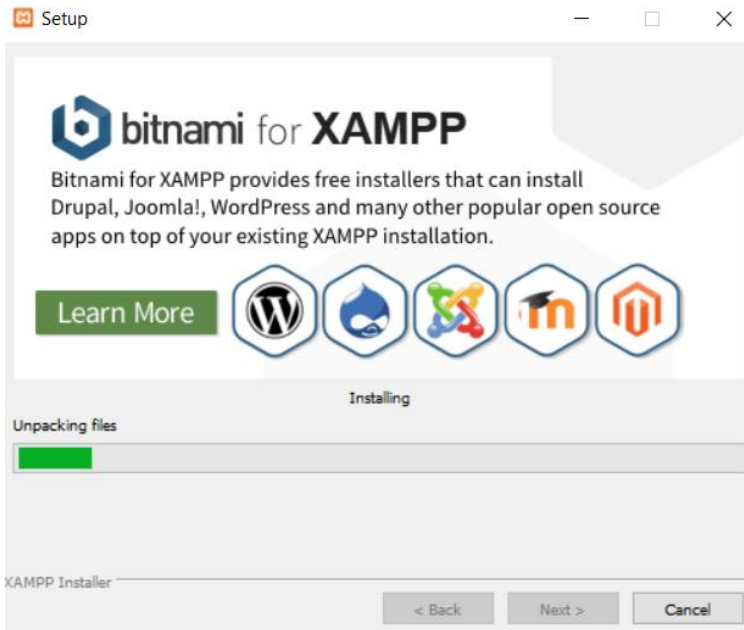 Setup
bitnami for XAMPP
Bitnami for XAMPP provides free installers that can install
Drupal, Joomla!, WordPress and many other popular open source
apps on top of your existing XAMPP installation.
Learn More
Installing
Unpacking files
XAMPP Installer
< Back Next > Cancel